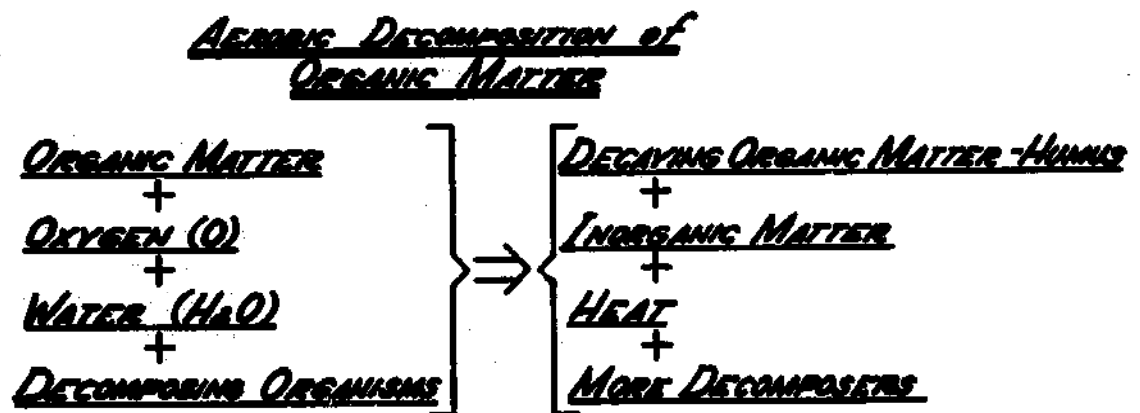 AEROBIC DECOMPOSITION of
ORGANIC MATTER
ORGANIC MATTER
+
OXYGEN (O)
+
WATER (H2O)
+
DECOMPOSING ORGANISMS
⇒
DECAYING ORGANIC MATTER - HUMUS
+
INORGANIC MATTER
+
HEAT
+
MORE DECOMPOSERS